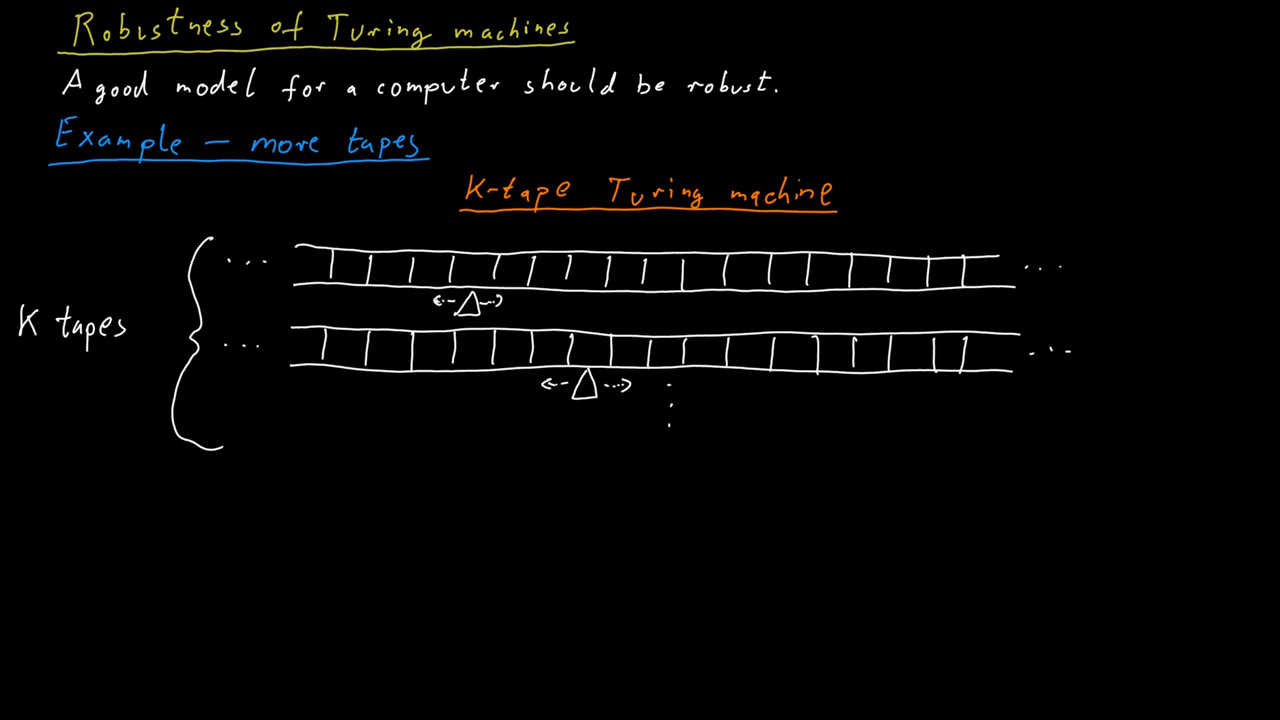 Robustness of Turing machines
A good model for a computer should be robust.
Example – more tapes
K-tape Turing machine
...
...
K tapes
...
...